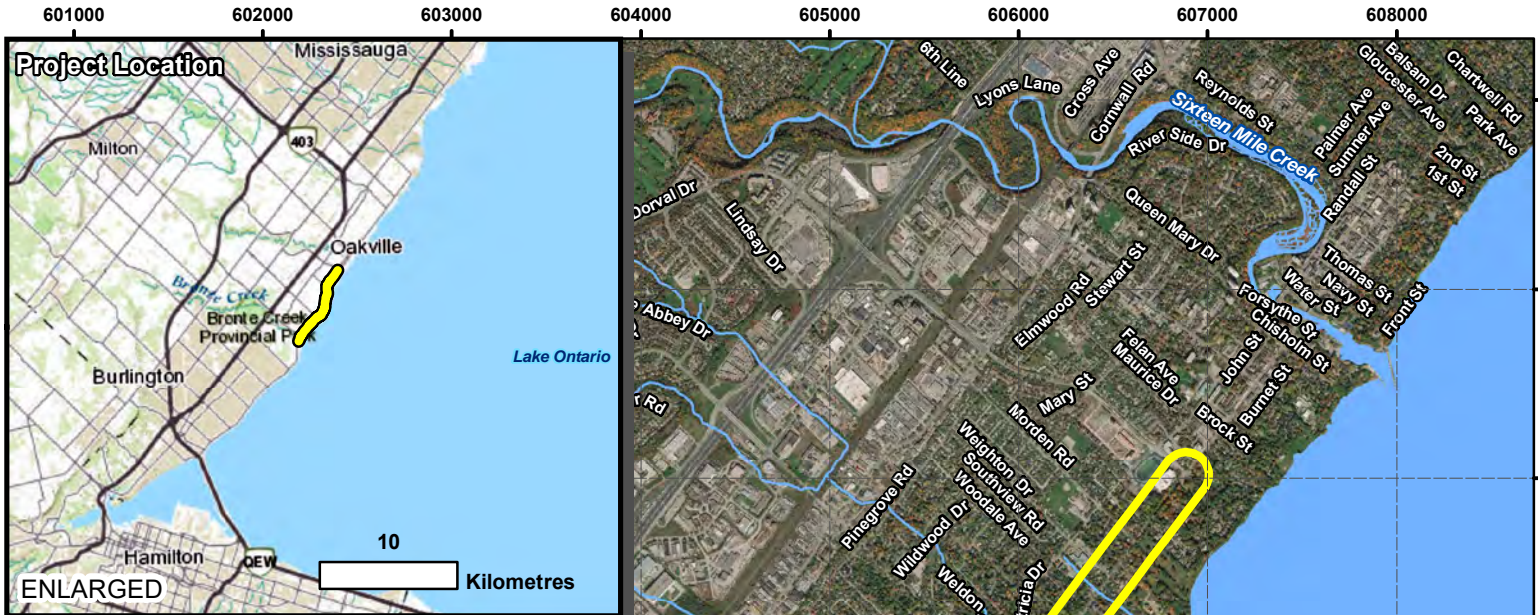 601000 602000 603000 604000 605000 606000 607000 608000
Project Location
Mississauga
403
Milton
Oakville
Bronte Creek
Bronte Creek
Provincial Park
Lake Ontario
Burlington
Hamilton
QEW
10
Kilometres
ENLARGED
6th Line
Lyons Lane
Cross Ave
Cornwall Rd
Reynolds St
Sixteen Mile Creek
River Side Dr
Palmer Ave
Sumner Ave
Randall St
Balsam Dr
Gloucester Ave
Chartwell Rd
Park Ave
2nd St
1st St
Dorval Dr
Lindsay Dr
Queen Mary Dr
Stewart St
Elmwood Rd
Thomas St
Navy St
Water St
Front St
Forsythe St
Chisholm St
Abbey Dr
Felan Ave
Maurice Dr
John St
Burnet St
Brock St
Mary St
Morden Rd
Rd
Weighton Dr
Southview Rd
Woodale Ave
Pinegrove Rd
Wildwood Dr
Weldon
tricia Dr